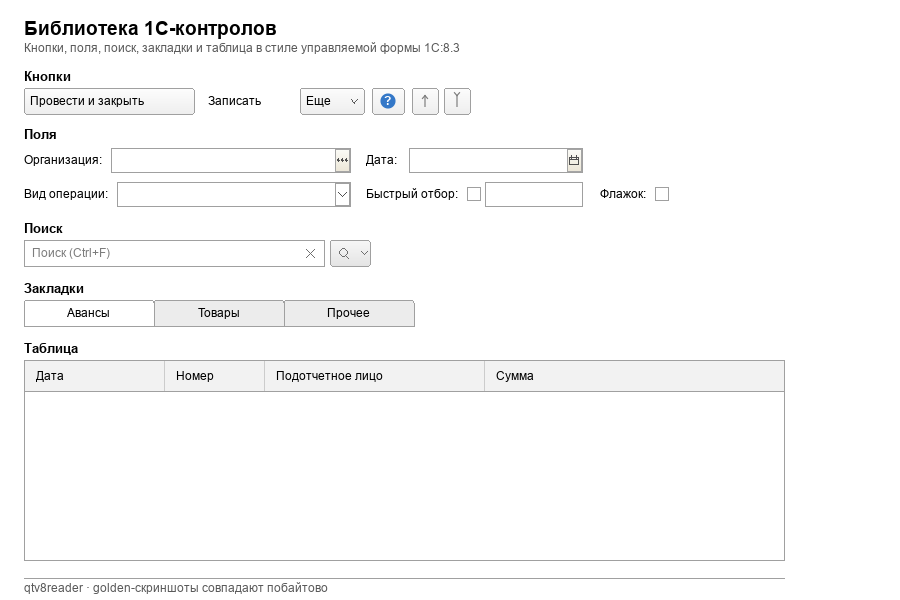 Библиотека 1С-контролов
Кнопки, поля, поиск, закладки и таблица в стиле управляемой формы 1С:8.3
Кнопки
Провести и закрыть Записать Еще ?
Поля
Организация: Дата:
Вид операции: Быстрый отбор: Флажок:
Поиск
Поиск (Ctrl+F)
Закладки
Авансы Товары Прочее
Таблица
Дата Номер Подотчетное лицо Сумма
qtv8reader · golden-скриншоты совпадают побайтово